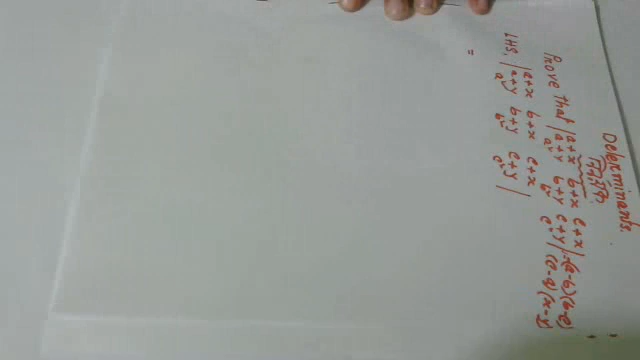 Determinants.
নির্ণায়ক
Prove that | a+x b+x c+x | = (a-b)(b-c)
a+y b+y c+y | (c-a)(x-y)
a² b² c²
LHS, | a+x b+x c+x
a+y b+y c+y |
a² b² c²
=